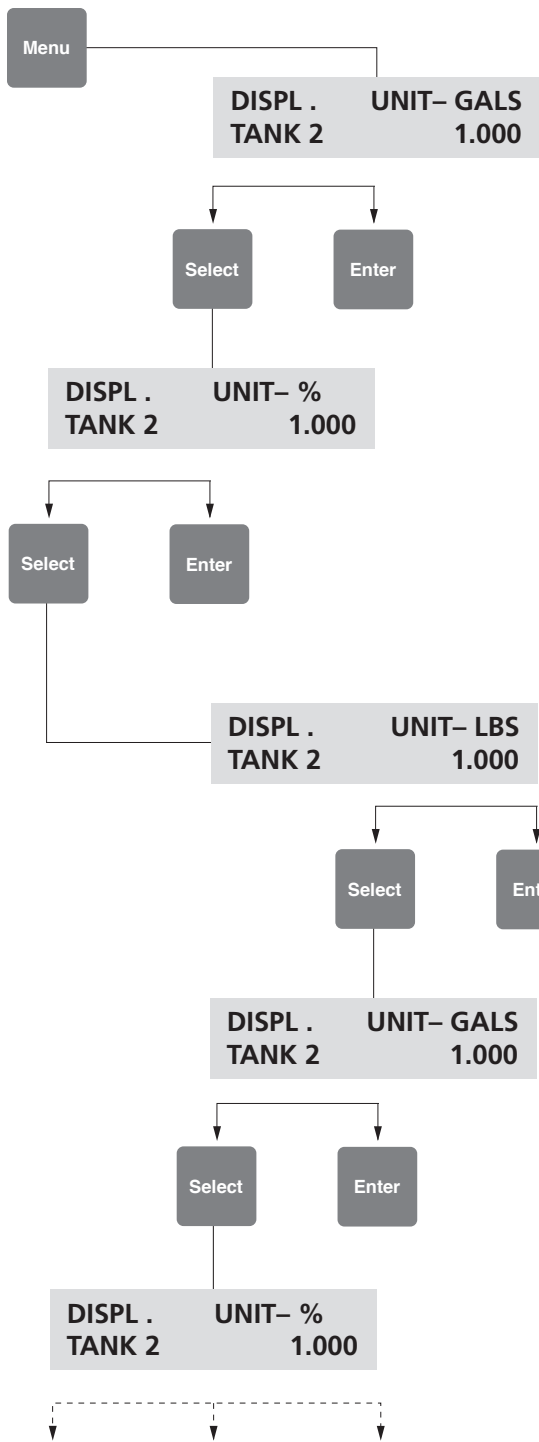 Menu
DISPL . UNIT– GALS
TANK 2 1.000
Select Enter
DISPL . UNIT– %
TANK 2 1.000
Select Enter
DISPL . UNIT– LBS
TANK 2 1.000
Select Ent
DISPL . UNIT– GALS
TANK 2 1.000
Select Enter
DISPL . UNIT– %
TANK 2 1.000